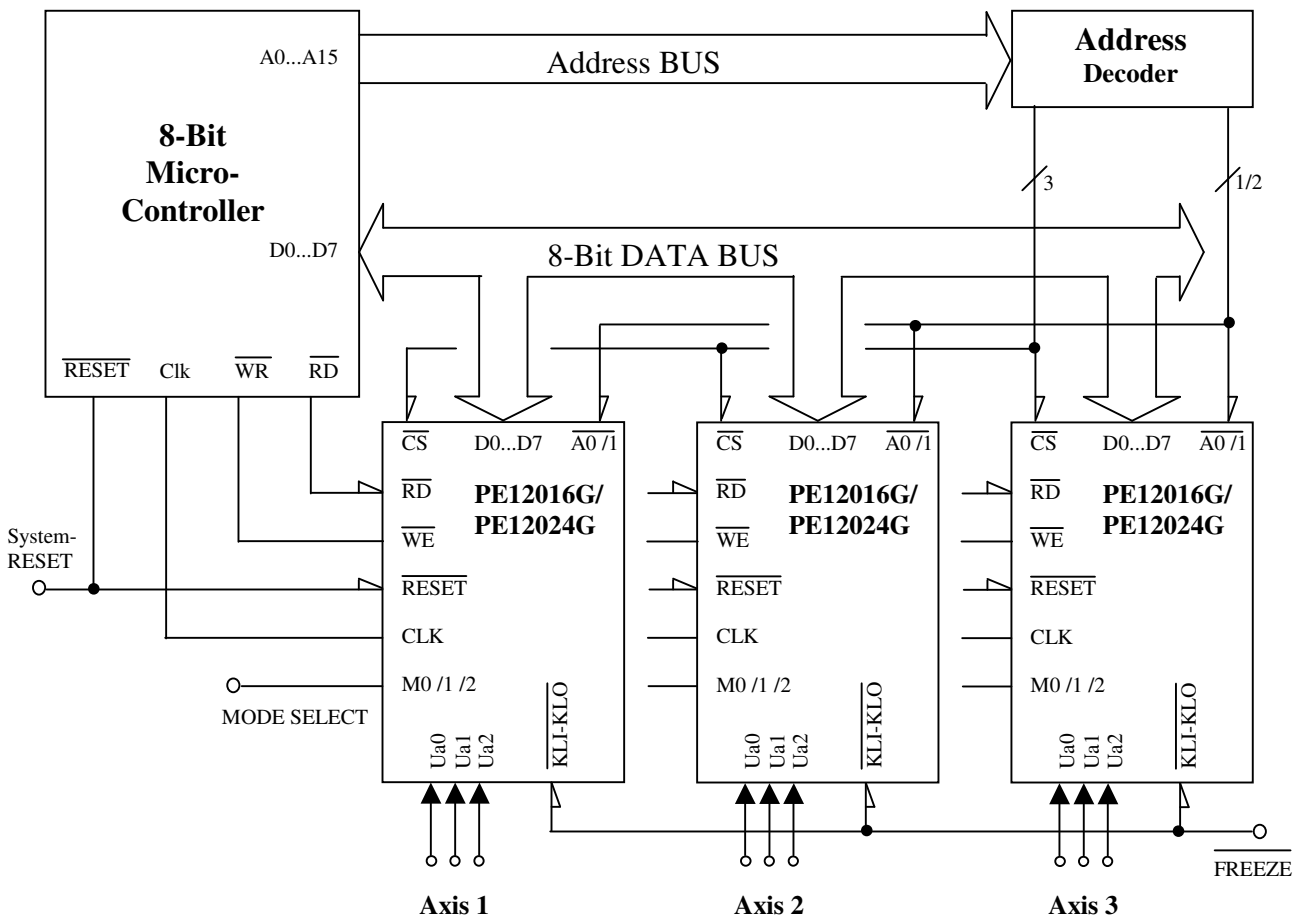 A0...A15
8-Bit
Micro-
Controller
D0...D7
RESET Clk WR RD
Address BUS
Address
Decoder
3
1/2
8-Bit DATA BUS
System-
RESET
MODE SELECT
CS D0...D7 A0 /1
RD PE12016G/
PE12024G
WE
RESET
CLK
M0 /1 /2
Ua0
Ua1
Ua2
KLI-KLO
Axis 1
CS D0...D7 A0 /1
RD PE12016G/
PE12024G
WE
RESET
CLK
M0 /1 /2
Ua0
Ua1
Ua2
KLI-KLO
Axis 2
CS D0...D7 A0 /1
RD PE12016G/
PE12024G
WE
RESET
CLK
M0 /1 /2
Ua0
Ua1
Ua2
KLI-KLO
Axis 3
FREEZE